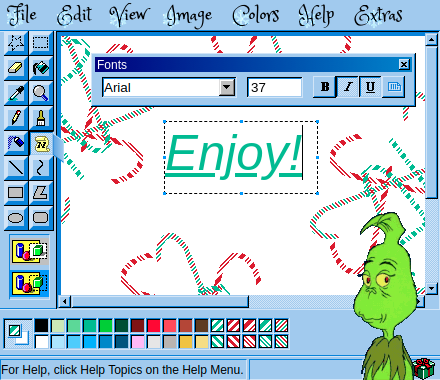 File Edit View Image Colors Help Extras
Fonts
Arial 37 B I U
Enjoy!
For Help, click Help Topics on the Help Menu.